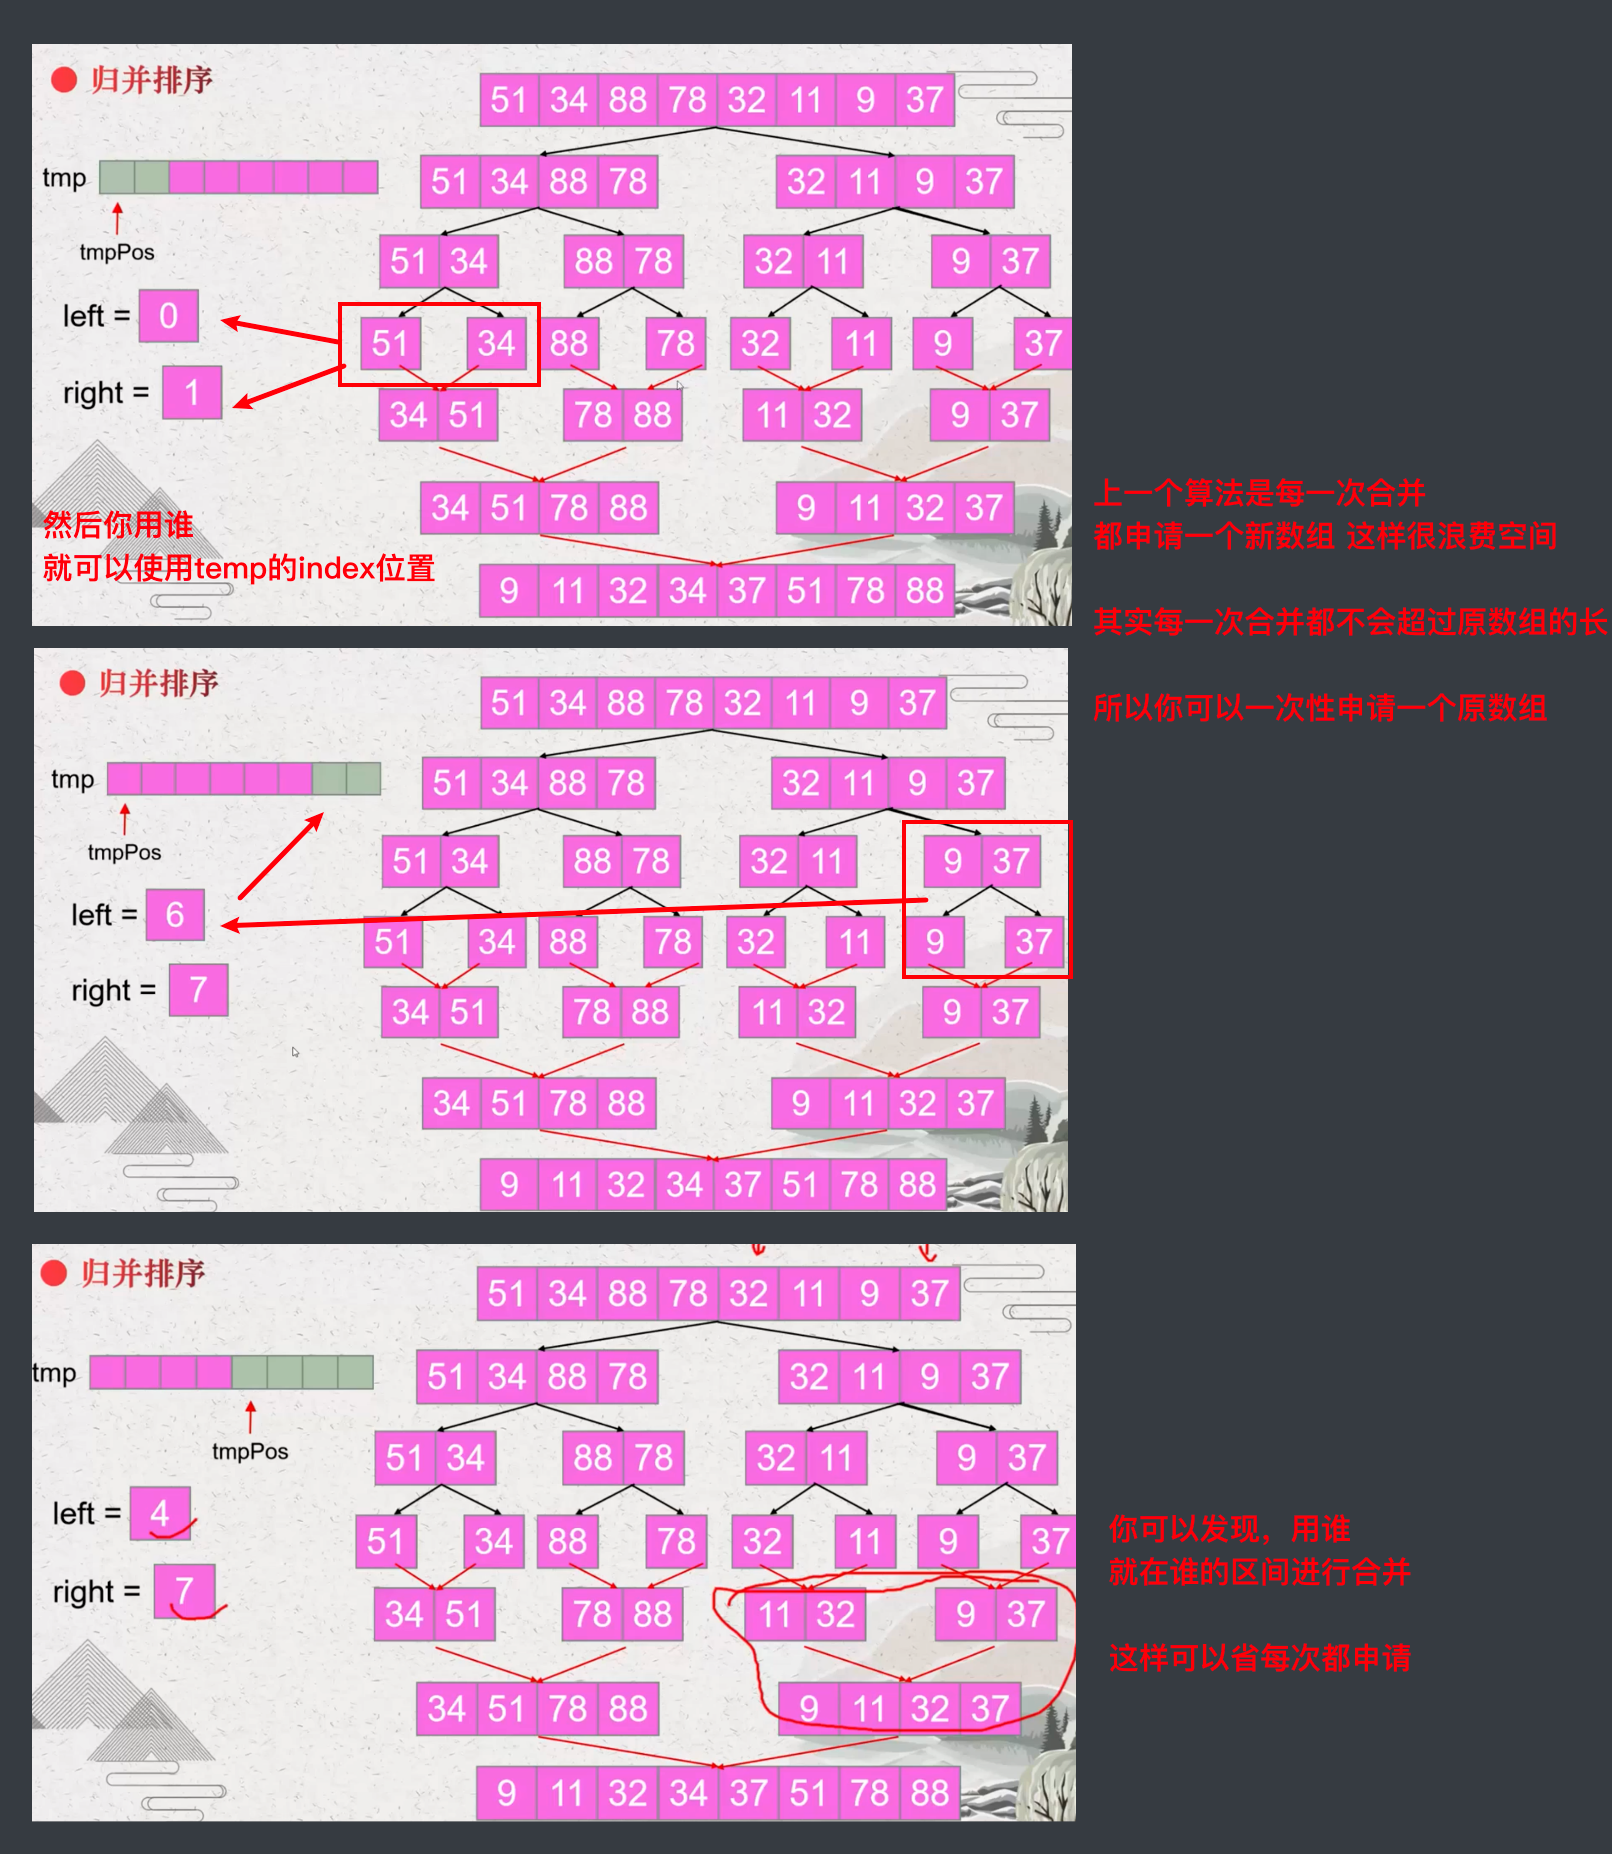 归并排序
51 34 88 78 32 11 9 37
tmp
51 34 88 78 32 11 9 37
tmpPos
51 34 88 78 32 11 9 37
left = 0
51 34 88 78 32 11 9 37
right = 1
34 51 78 88 11 32 9 37
34 51 78 88 9 11 32 37
然后你用谁
就可以使用temp的index位置
9 11 32 34 37 51 78 88
上一个算法是每一次合并
都申请一个新数组 这样很浪费空间
其实每一次合并都不会超过原数组的长
所以你可以一次性申请一个原数组
归并排序
51 34 88 78 32 11 9 37
tmp
51 34 88 78 32 11 9 37
tmpPos
51 34 88 78 32 11 9 37
left = 6
51 34 88 78 32 11 9 37
right = 7
34 51 78 88 11 32 9 37
34 51 78 88 9 11 32 37
9 11 32 34 37 51 78 88
归并排序
51 34 88 78 32 11 9 37
tmp
51 34 88 78 32 11 9 37
tmpPos
51 34 88 78 32 11 9 37
left = 4
51 34 88 78 32 11 9 37
right = 7
34 51 78 88 11 32 9 37
34 51 78 88 9 11 32 37
9 11 32 34 37 51 78 88
你可以发现，用谁
就在谁的区间进行合并
这样可以省每次都申请